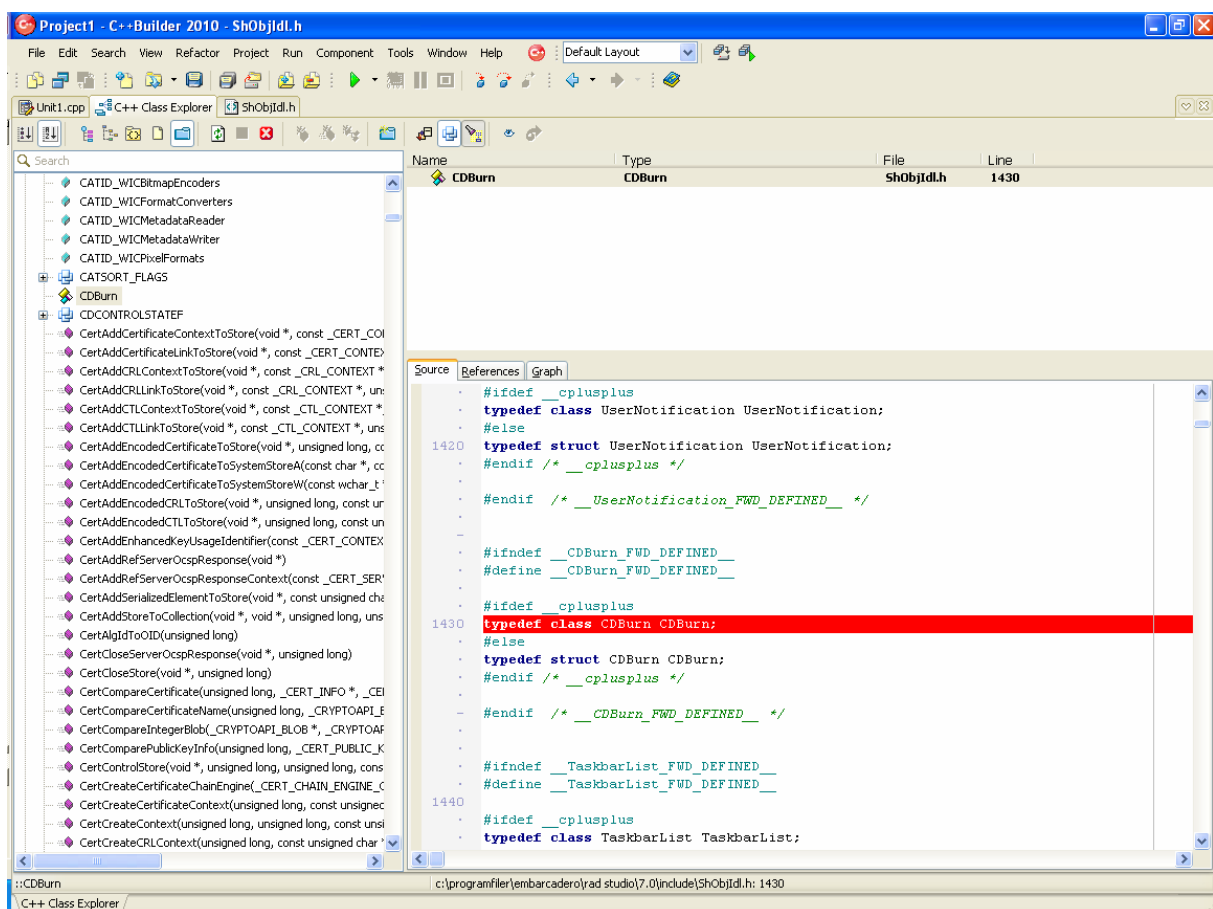 Project1 - C++Builder 2010 - ShObjIdl.h
File Edit Search View Refactor Project Run Component Tools Window Help Default Layout
Unit1.cpp C++ Class Explorer ShObjIdl.h
Search
CATID_WICBitmapEncoders
CATID_WICFormatConverters
CATID_WICMetadataReader
CATID_WICMetadataWriter
CATID_WICPixelFormats
CATSORT_FLAGS
CDBurn
CDCONTROLSTATEF
CertAddCertificateContextToStore(void *, const _CERT_CO
CertAddCertificateLinkToStore(void *, const _CERT_CONTEX
CertAddCRLContextToStore(void *, const _CRL_CONTEXT *
CertAddCRLLinkToStore(void *, const _CRL_CONTEXT *, un
CertAddCTLContextToStore(void *, const _CTL_CONTEXT *
CertAddCTLLinkToStore(void *, const _CTL_CONTEXT *, uns
CertAddEncodedCertificateToStore(void *, unsigned long, co
CertAddEncodedCertificateToSystemStoreA(const char *, cc
CertAddEncodedCertificateToSystemStoreW(const wchar_t
CertAddEncodedCRLToStore(void *, unsigned long, const un
CertAddEncodedCTLToStore(void *, unsigned long, const un
CertAddEnhancedKeyUsageIdentifier(const _CERT_CONTEX
CertAddRefServerOcspResponse(void *)
CertAddRefServerOcspResponseContext(const _CERT_SER
CertAddSerializedElementToStore(void *, const unsigned cha
CertAddStoreToCollection(void *, void *, unsigned long, uns
CertAlgIdToOID(unsigned long)
CertCloseServerOcspResponse(void *, unsigned long)
CertCloseStore(void *, unsigned long)
CertCompareCertificate(unsigned long, _CERT_INFO *, _CE
CertCompareCertificateName(unsigned long, _CRYPTOAPI_B
CertCompareIntegerBlob(_CRYPTOAPI_BLOB *, _CRYPTOAP
CertComparePublicKeyInfo(unsigned long, _CERT_PUBLIC_K
CertControlStore(void *, unsigned long, unsigned long, cons
CertCreateCertificateChainEngine(_CERT_CHAIN_ENGINE_C
CertCreateCertificateContext(unsigned long, const unsignec
CertCreateContext(unsigned long, unsigned long, const unsi
CertCreateCRLContext(unsigned long, const unsigned char
Name Type File Line
CDBurn CDBurn ShObjIdl.h 1430
Source References Graph
#ifdef __cplusplus
typedef class UserNotification UserNotification;
#else
1420 typedef struct UserNotification UserNotification;
#endif /* __cplusplus */
#endif /* __UserNotification_FWD_DEFINED__ */
#ifndef __CDBurn_FWD_DEFINED__
#define __CDBurn_FWD_DEFINED__
#ifdef __cplusplus
1430 typedef class CDBurn CDBurn;
#else
typedef struct CDBurn CDBurn;
#endif /* __cplusplus */
#endif /* __CDBurn_FWD_DEFINED__ */
#ifndef __TaskbarList_FWD_DEFINED__
#define __TaskbarList_FWD_DEFINED__
1440
#ifdef __cplusplus
typedef class TaskbarList TaskbarList;
::CDBurn c:\programfiler\embarcadero\rad studio\7.0\include\ShObjIdl.h: 1430
C++ Class Explorer